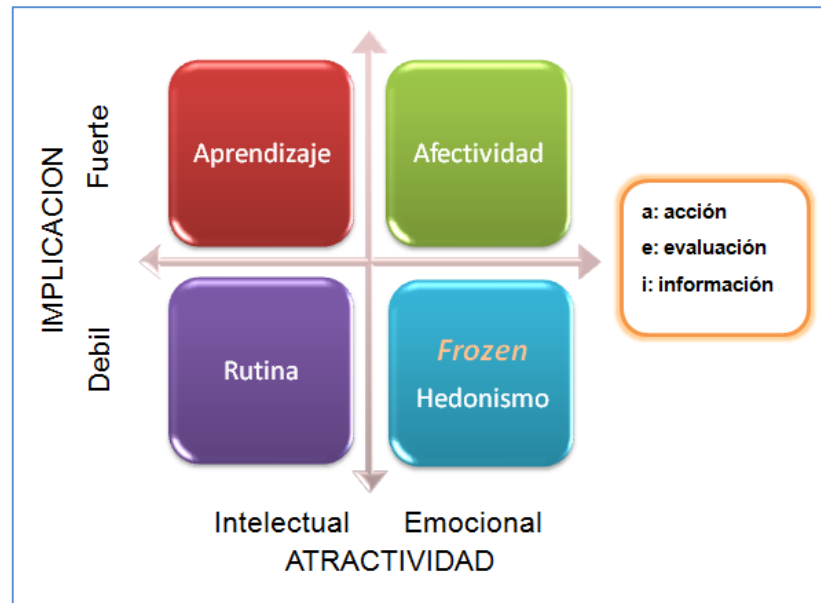 IMPLICACION
Fuerte
Debil
Aprendizaje
Afectividad
Rutina
Frozen
Hedonismo
a: acción
e: evaluación
i: información
Intelectual Emocional
ATRACTIVIDAD